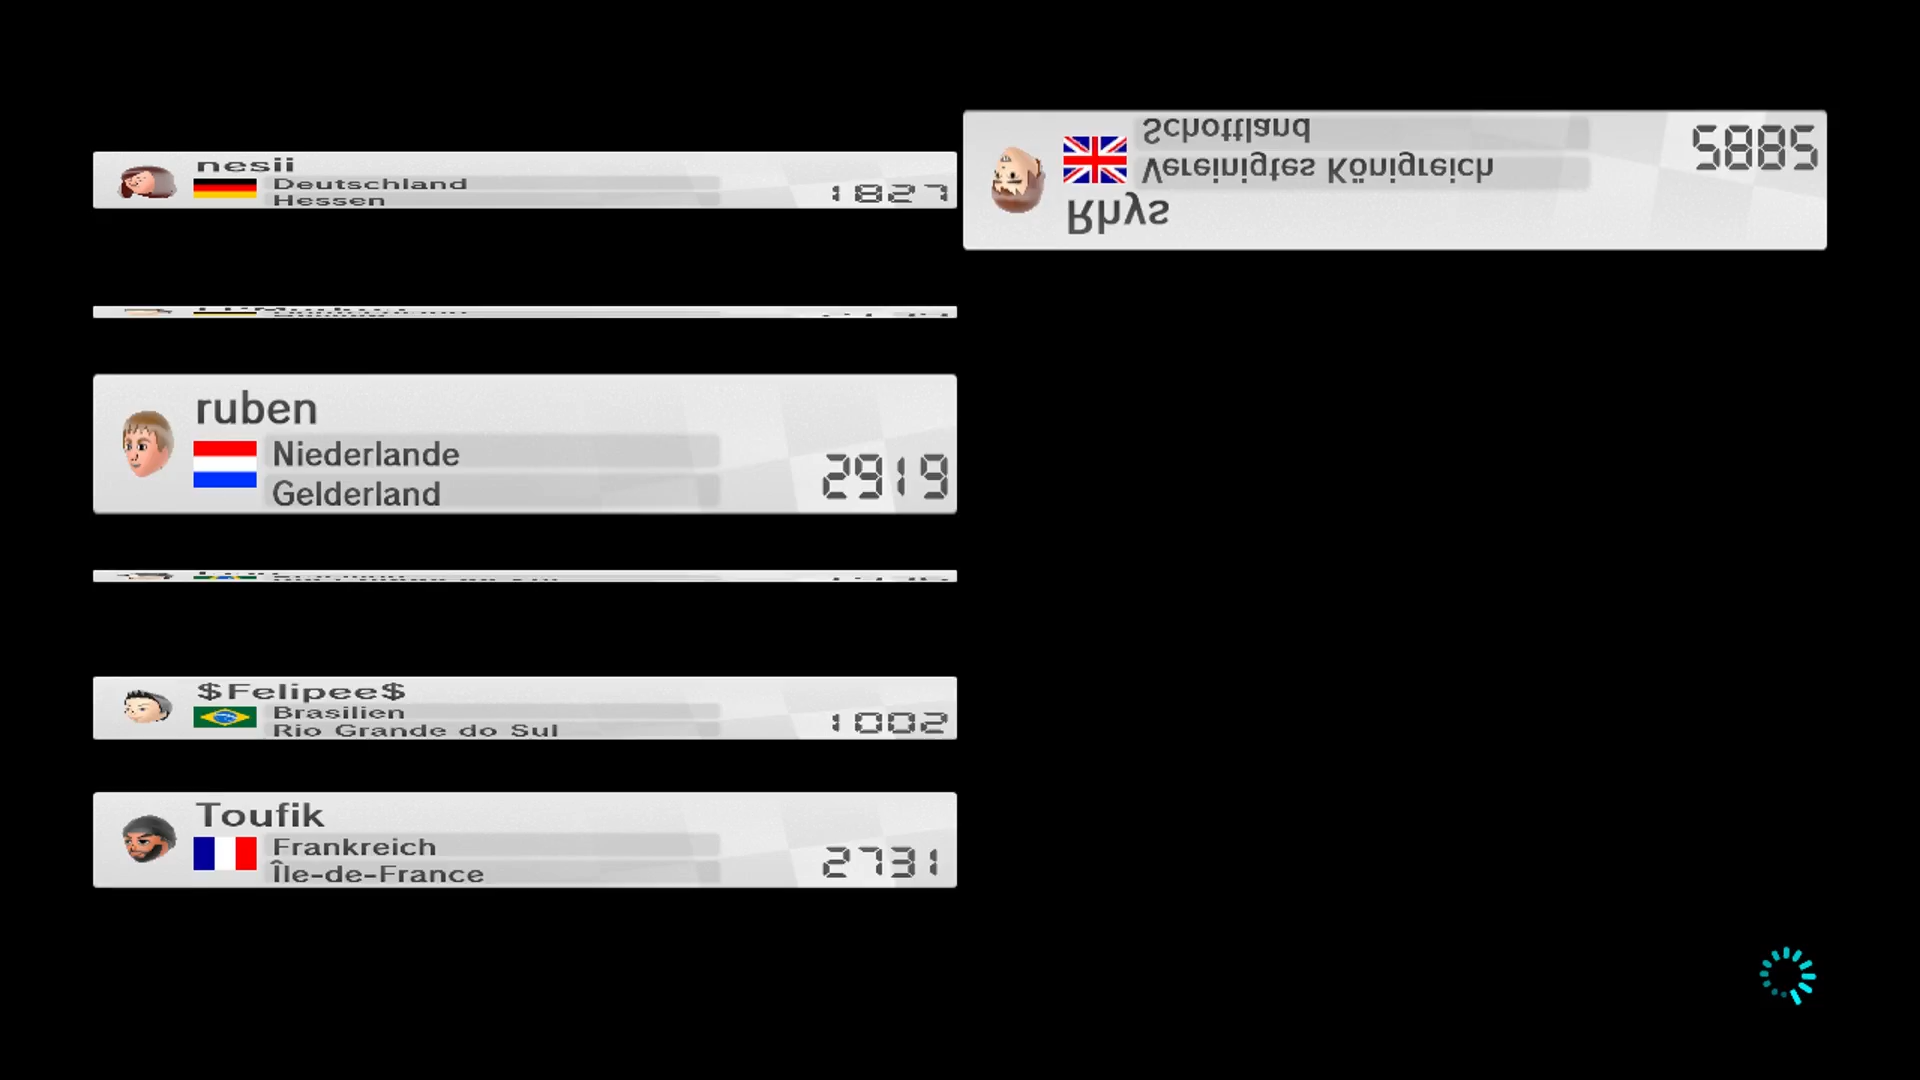 nesii
Deutschland
Hessen
1827
ruben
Niederlande
Gelderland
2919
$Felipee$
Brasilien
Rio Grande do Sul
1002
Toufik
Frankreich
Île-de-France
2731
Rhys
Vereinigtes Königreich
Schottland
2882